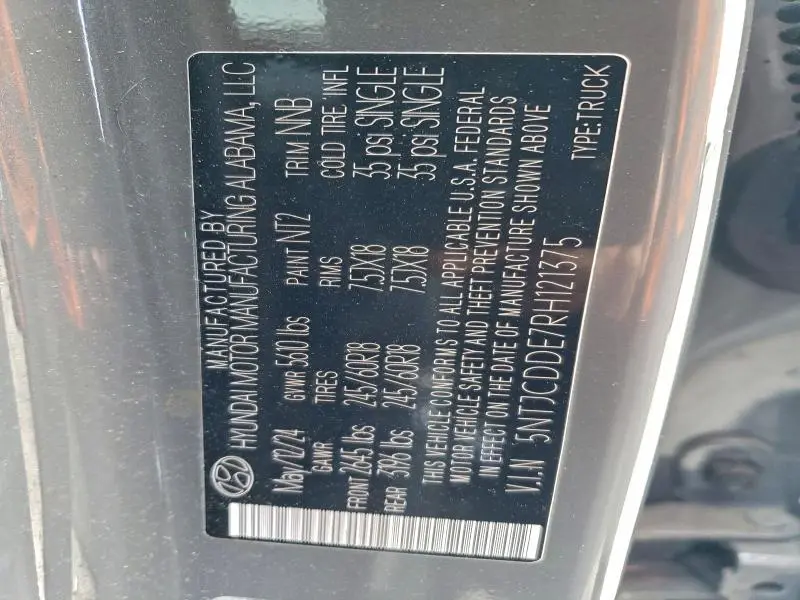 MANUFACTURED BY
HYUNDAI MOTOR MANUFACTURING ALABAMA, LLC
May/12/24 GVWR 5610 lbs PAINT NT2 TRIM NNB
GAWR TIRES RIMS COLD TIRE INFL
FRONT 2645 lbs 245/60R18 7.5JX18 35 psi SINGLE
REAR 3196 lbs 245/60R18 7.5JX18 35 psi SINGLE
THIS VEHICLE CONFORMS TO ALL APPLICABLE U.S.A. FEDERAL
MOTOR VEHICLE SAFETY AND THEFT PREVENTION STANDARDS
IN EFFECT ON THE DATE OF MANUFACTURE SHOWN ABOVE
V.I.N 5NTJCDDE7RH121375
TYPE:TRUCK